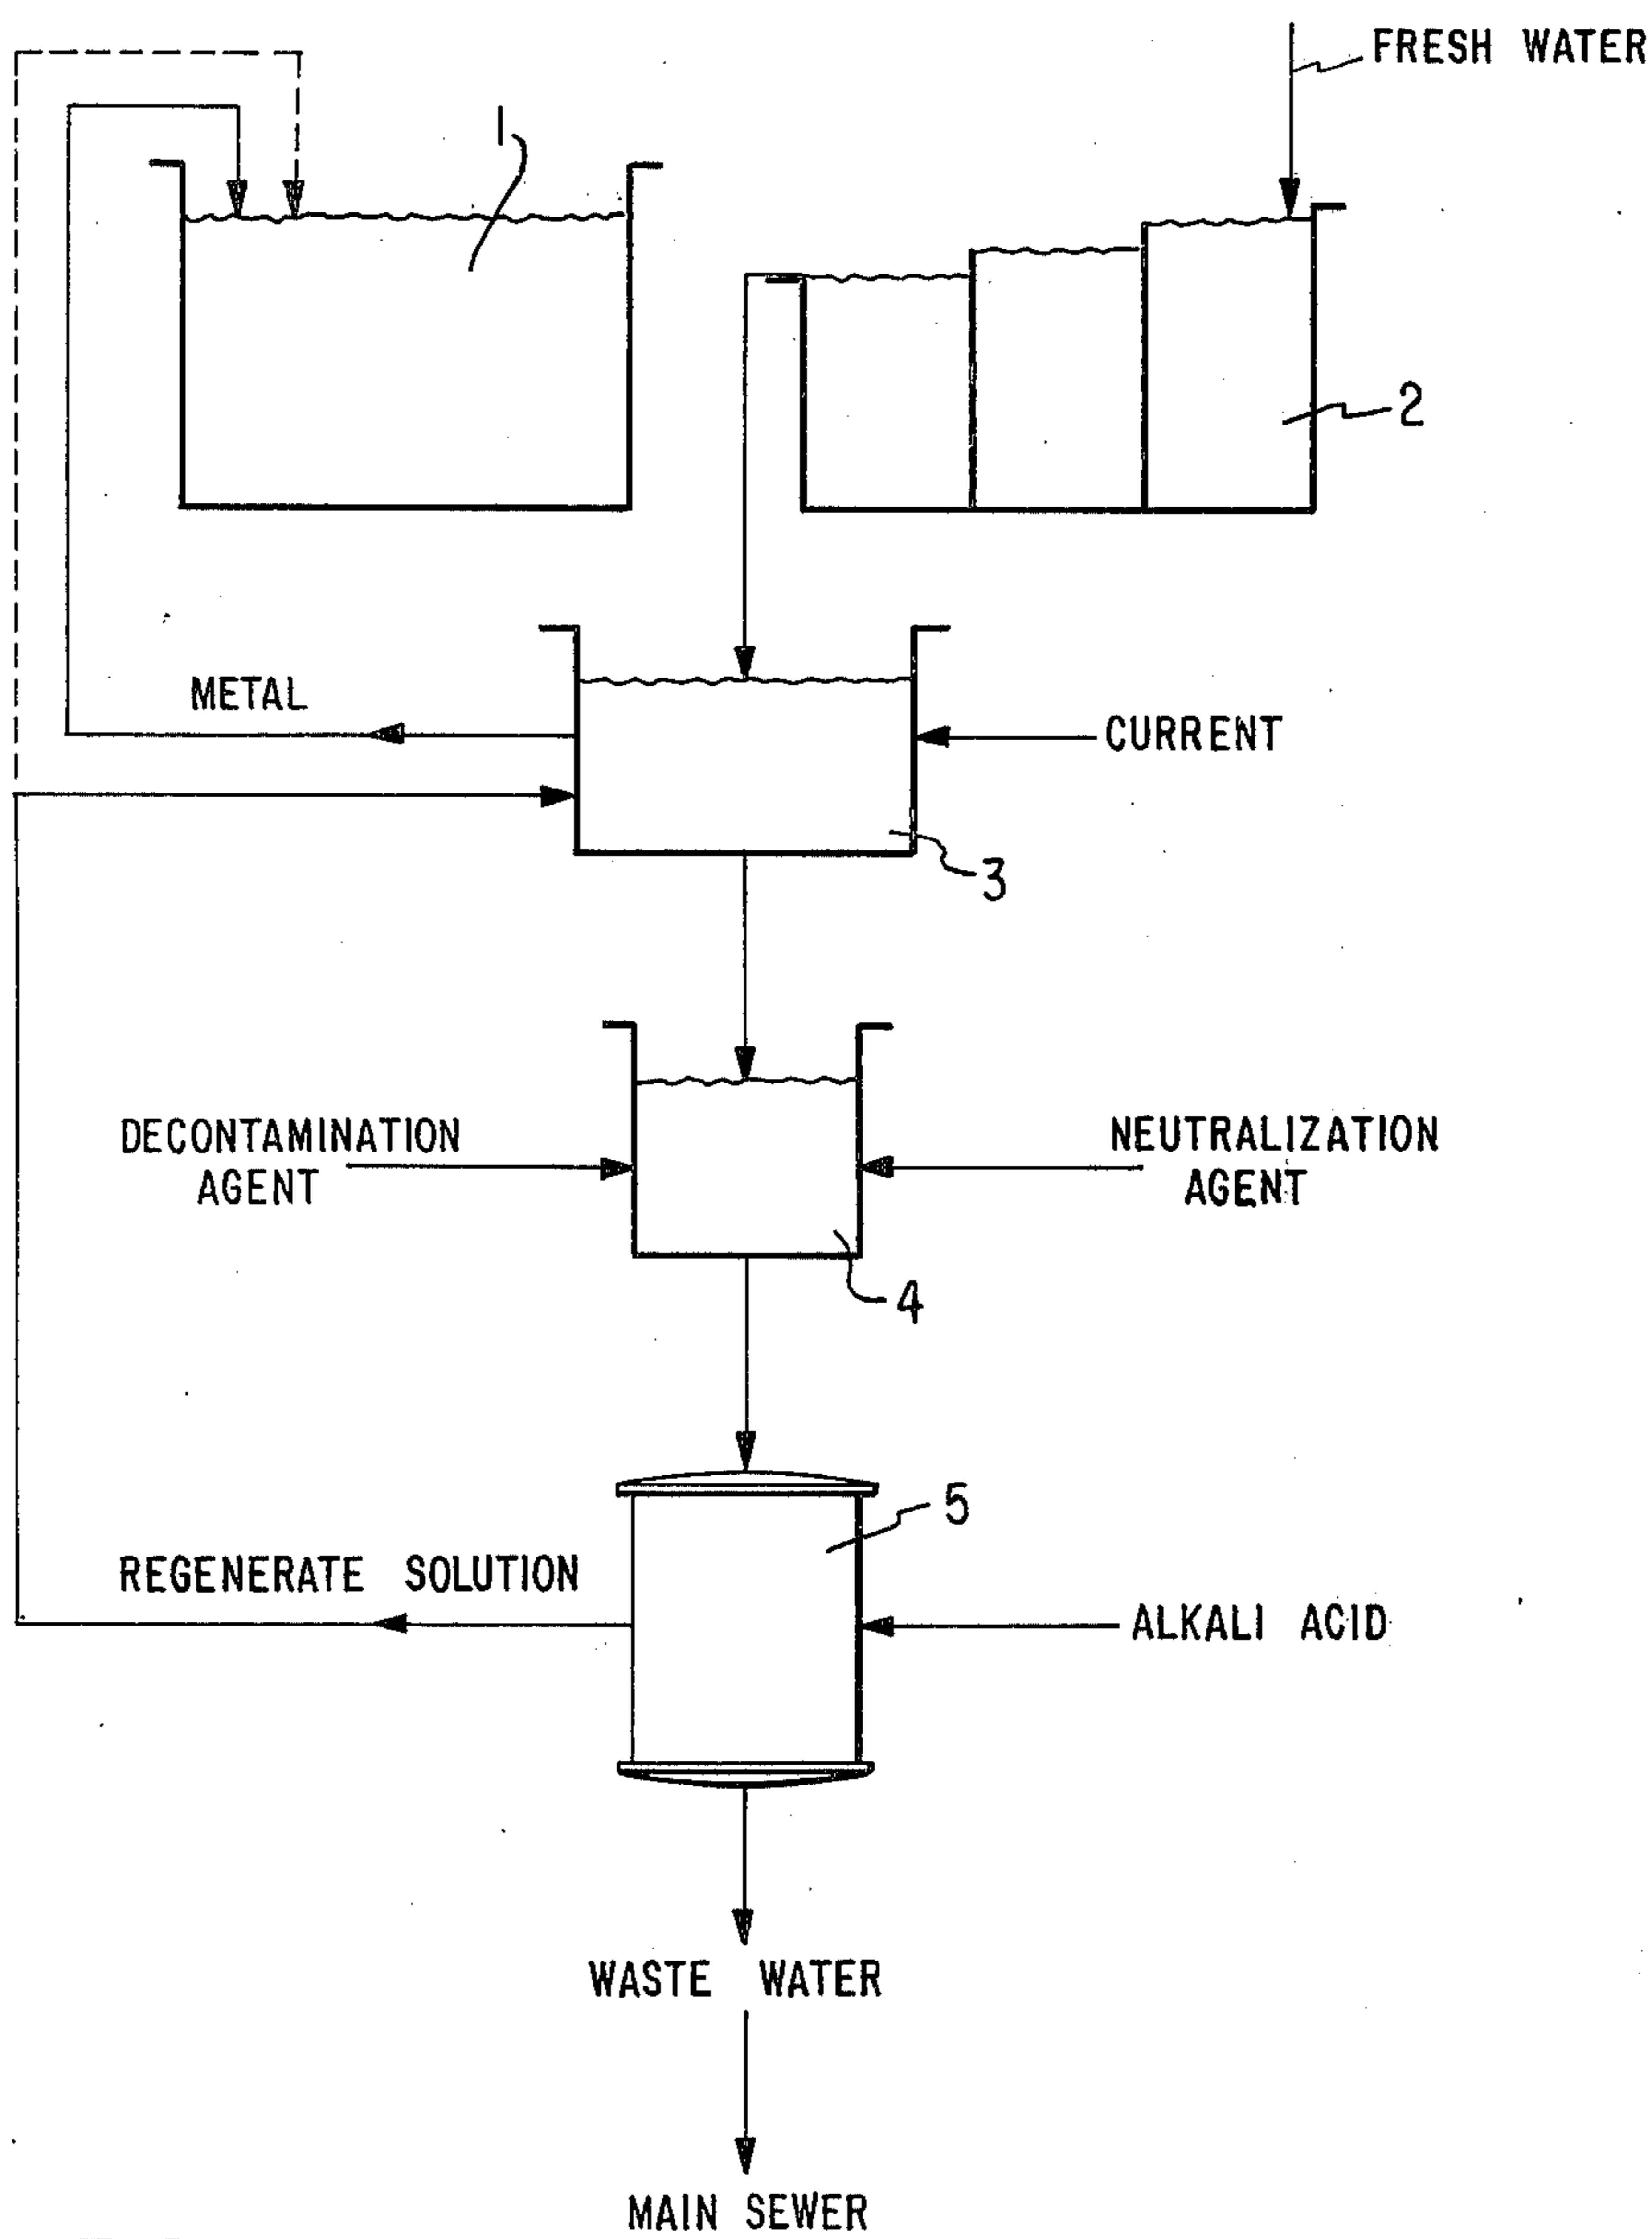 FRESH WATER
1
2
METAL
CURRENT
3
DECONTAMINATION
AGENT
NEUTRALIZATION
AGENT
4
5
REGENERATE SOLUTION
ALKALI ACID
WASTE WATER
MAIN SEWER